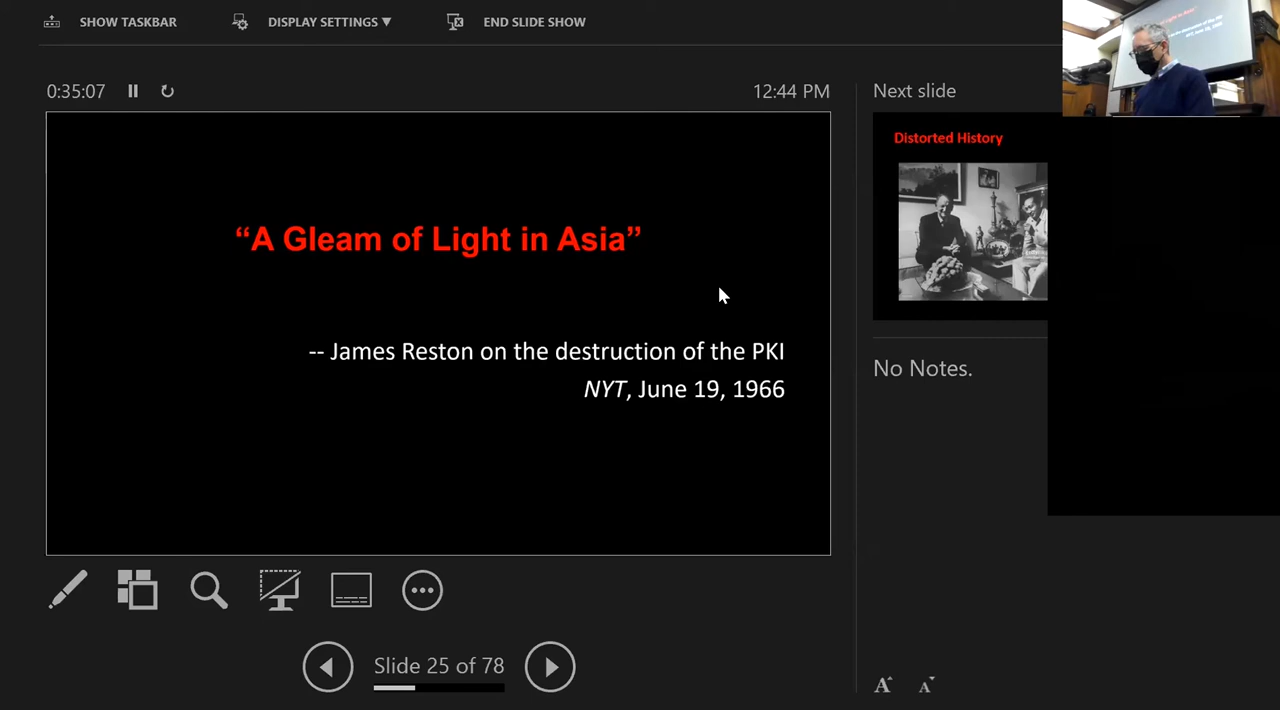 SHOW TASKBAR
DISPLAY SETTINGS ▼
END SLIDE SHOW
0:35:07
12:44 PM
Next slide
“A Gleam of Light in Asia”
-- James Reston on the destruction of the PKI
NYT, June 19, 1966
Distorted History
No Notes.
Slide 25 of 78
A
A